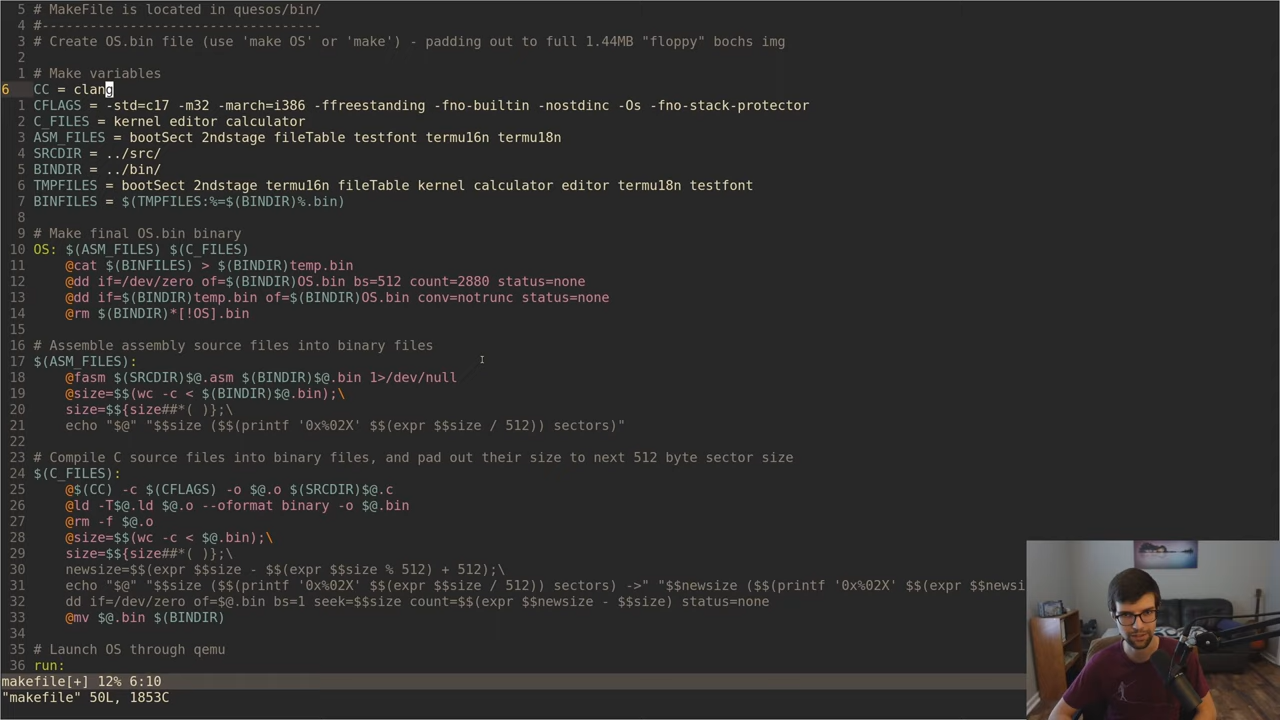 5 # MakeFile is located in quesos/bin/
4 #-----------------------------------
3 # Create OS.bin file (use 'make OS' or 'make') - padding out to full 1.44MB "floppy" bochs img
2
1 # Make variables
6 CC = clang
1 CFLAGS = -std=c17 -m32 -march=i386 -ffreestanding -fno-builtin -nostdinc -Os -fno-stack-protector
2 C_FILES = kernel editor calculator
3 ASM_FILES = bootSect 2ndstage fileTable testfont termu16n termu18n
4 SRCDIR = ../src/
5 BINDIR = ../bin/
6 TMPFILES = bootSect 2ndstage termu16n fileTable kernel calculator editor termu18n testfont
7 BINFILES = $(TMPFILES:%=$(BINDIR)%.bin)
8
9 # Make final OS.bin binary
10 OS: $(ASM_FILES) $(C_FILES)
11 @cat $(BINFILES) > $(BINDIR)temp.bin
12 @dd if=/dev/zero of=$(BINDIR)OS.bin bs=512 count=2880 status=none
13 @dd if=$(BINDIR)temp.bin of=$(BINDIR)OS.bin conv=notrunc status=none
14 @rm $(BINDIR)*[!OS].bin
15
16 # Assemble assembly source files into binary files
17 $(ASM_FILES):
18 @fasm $(SRCDIR)$@.asm $(BINDIR)$@.bin 1>/dev/null
19 @size=$$(wc -c < $(BINDIR)$@.bin);\
20 size=$${size##*( )};\
21 echo "$@" "$$size ($$(printf '0x%02X' $$(expr $$size / 512)) sectors)"
22
23 # Compile C source files into binary files, and pad out their size to next 512 byte sector size
24 $(C_FILES):
25 @$(CC) -c $(CFLAGS) -o $@.o $(SRCDIR)$@.c
26 @ld -T$@.ld $@.o --oformat binary -o $@.bin
27 @rm -f $@.o
28 @size=$$(wc -c < $@.bin);\
29 size=$${size##*( )};\
30 newsize=$$(expr $$size - $$(expr $$size % 512) + 512);\
31 echo "$@" "$$size ($$(printf '0x%02X' $$(expr $$size / 512)) sectors) ->" "$$newsize ($$(printf '0x%02X' $$(expr $$newsi
32 dd if=/dev/zero of=$@.bin bs=1 seek=$$size count=$$(expr $$newsize - $$size) status=none
33 @mv $@.bin $(BINDIR)
34
35 # Launch OS through qemu
36 run:
makefile[+] 12% 6:10
"makefile" 50L, 1853C